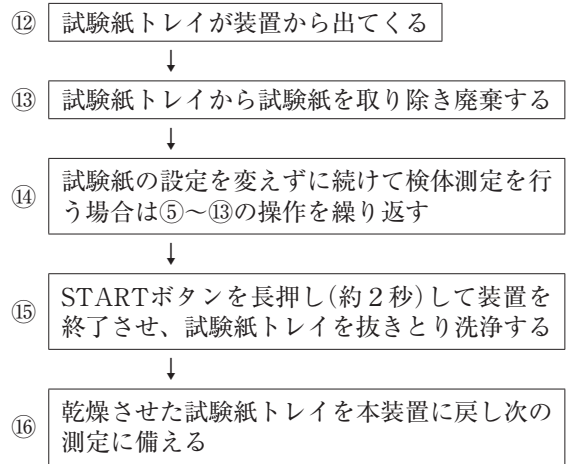 ⑫ 試験紙トレイが装置から出てくる
↓
⑬ 試験紙トレイから試験紙を取り除き廃棄する
↓
⑭ 試験紙の設定を変えずに続けて検体測定を行
う場合は⑤～⑬の操作を繰り返す
↓
⑮ STARTボタンを長押し(約２秒)して装置を
終了させ、試験紙トレイを抜きとり洗浄する
↓
⑯ 乾燥させた試験紙トレイを本装置に戻し次の
測定に備える